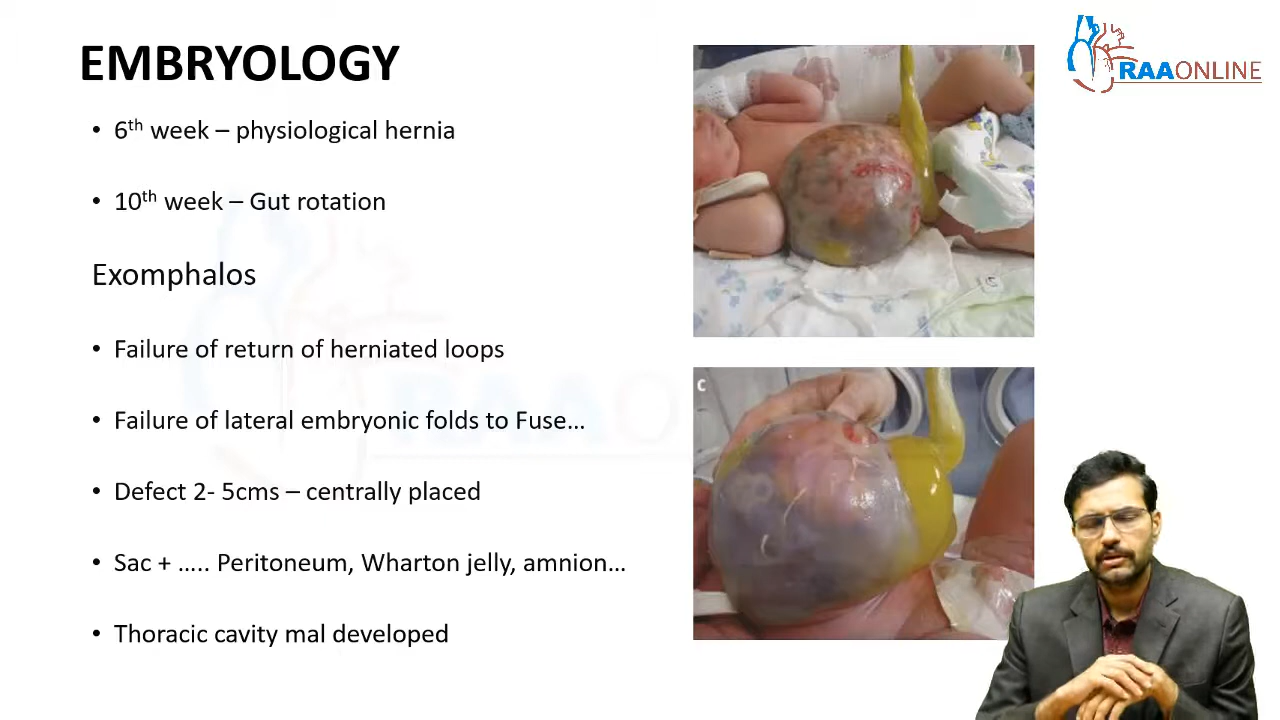 EMBRYOLOGY
RAAONLINE
• 6th week – physiological hernia
• 10th week – Gut rotation
Exomphalos
• Failure of return of herniated loops
• Failure of lateral embryonic folds to Fuse…
• Defect 2- 5cms – centrally placed
• Sac + ….. Peritoneum, Wharton jelly, amnion…
• Thoracic cavity mal developed
C
RAAO